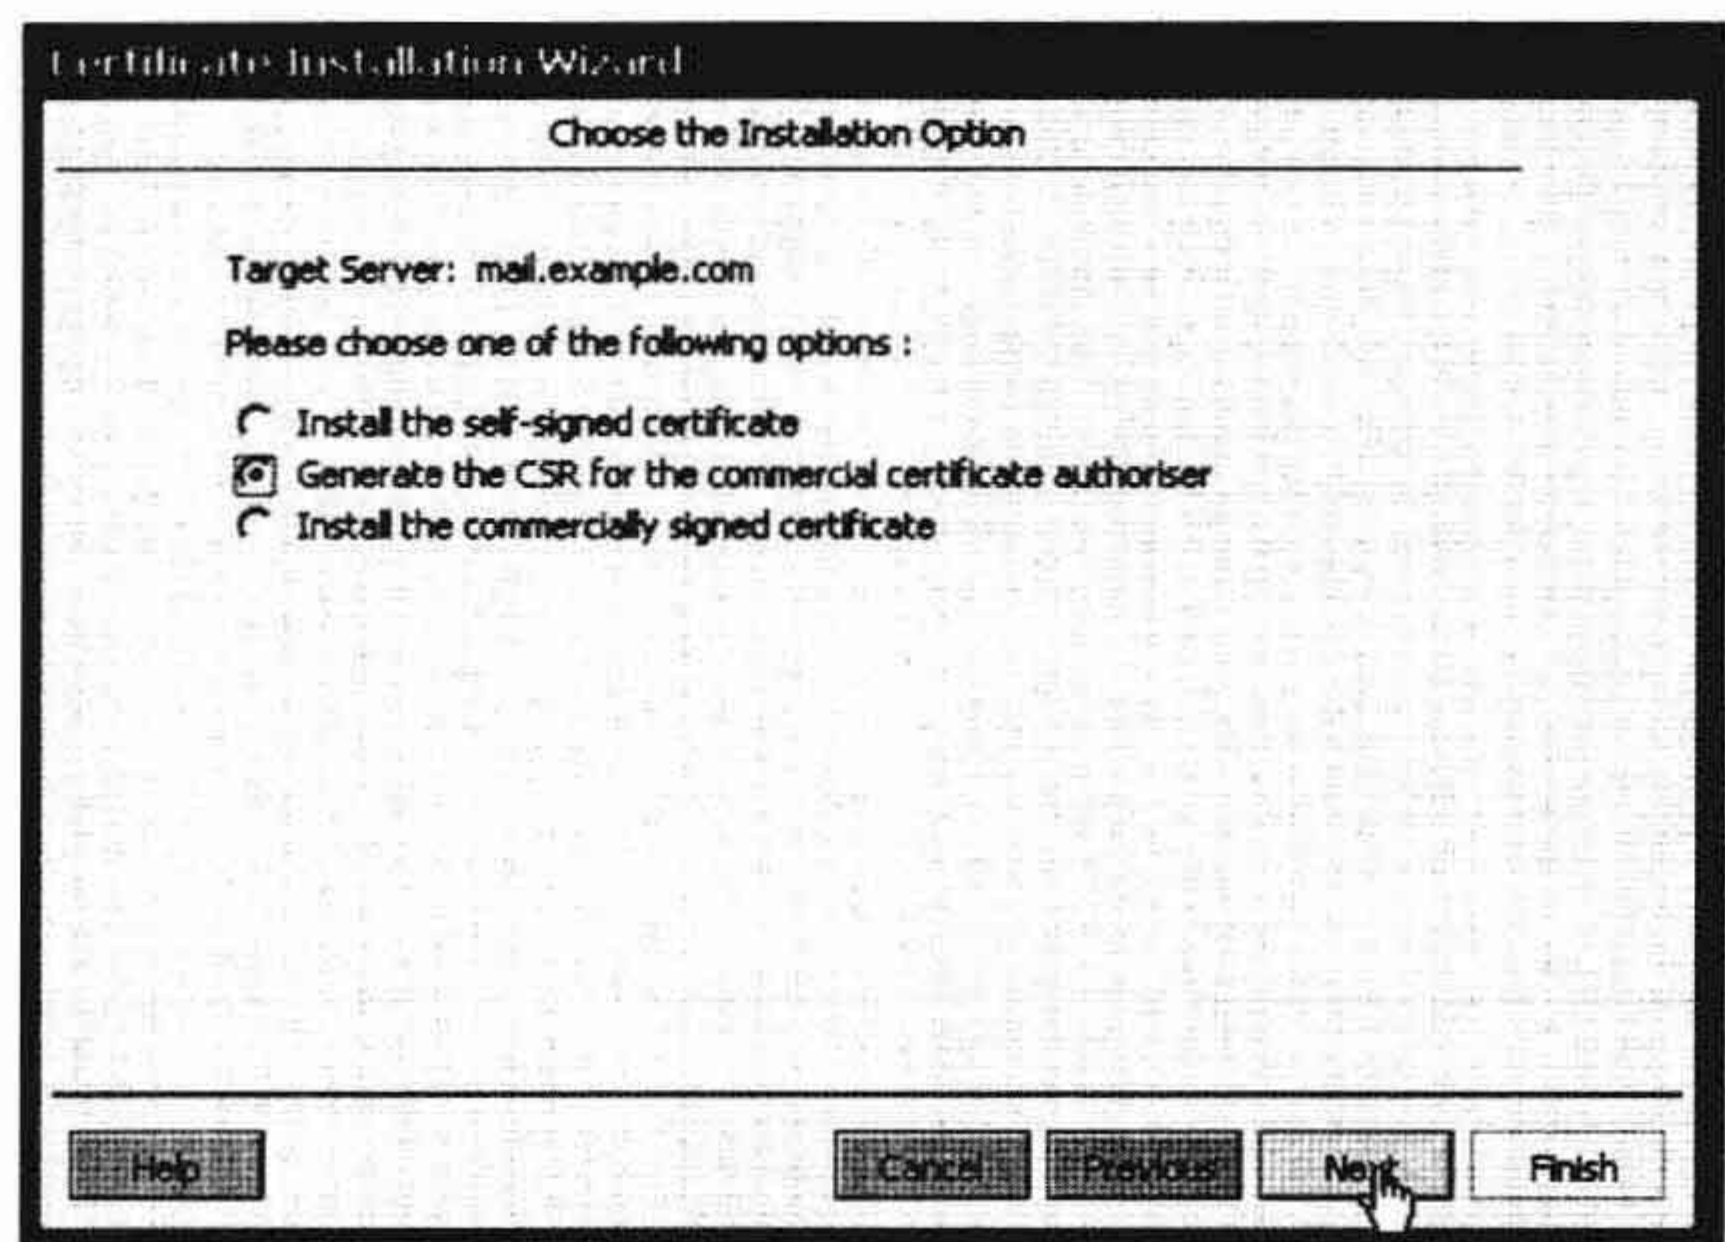 Certificate Installation Wizard
Choose the Installation Option
Target Server: mail.example.com
Please choose one of the following options :
Install the self-signed certificate
Generate the CSR for the commercial certificate authoriser
Install the commercially signed certificate
Help Cancel Previous Next Finish